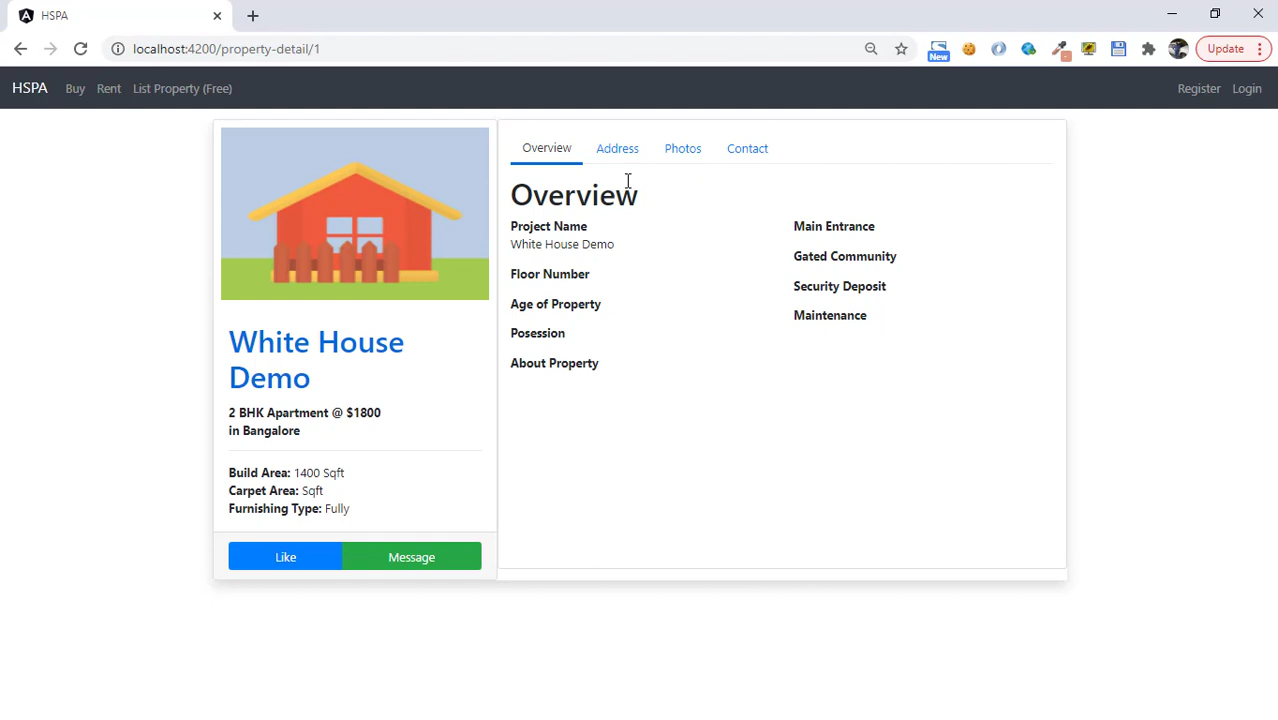 HSPA
localhost:4200/property-detail/1
New
Update
HSPA Buy Rent List Property (Free) Register Login
Overview Address Photos Contact
Overview
Project Name
White House Demo
Floor Number
Age of Property
Posession
About Property
Main Entrance
Gated Community
Security Deposit
Maintenance
White House
Demo
2 BHK Apartment @ $1800
in Bangalore
Build Area: 1400 Sqft
Carpet Area: Sqft
Furnishing Type: Fully
Like Message